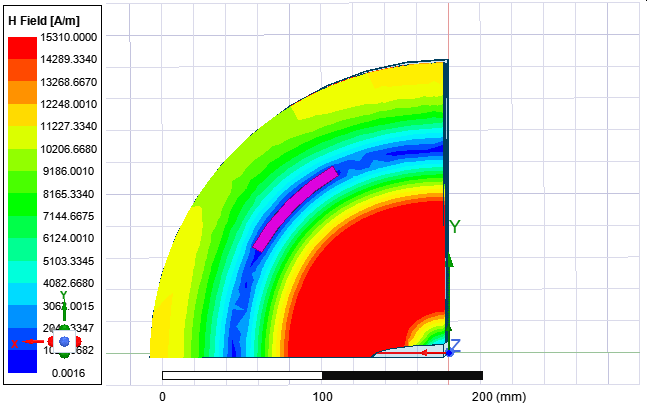 H Field [A/m]
15310.0000
14289.3340
13268.6670
12248.0010
11227.3340
10206.6680
9186.0010
8165.3340
7144.6675
6124.0010
5103.3345
4082.6680
0.0016
Y
X
Y
Z
0
100
200 (mm)